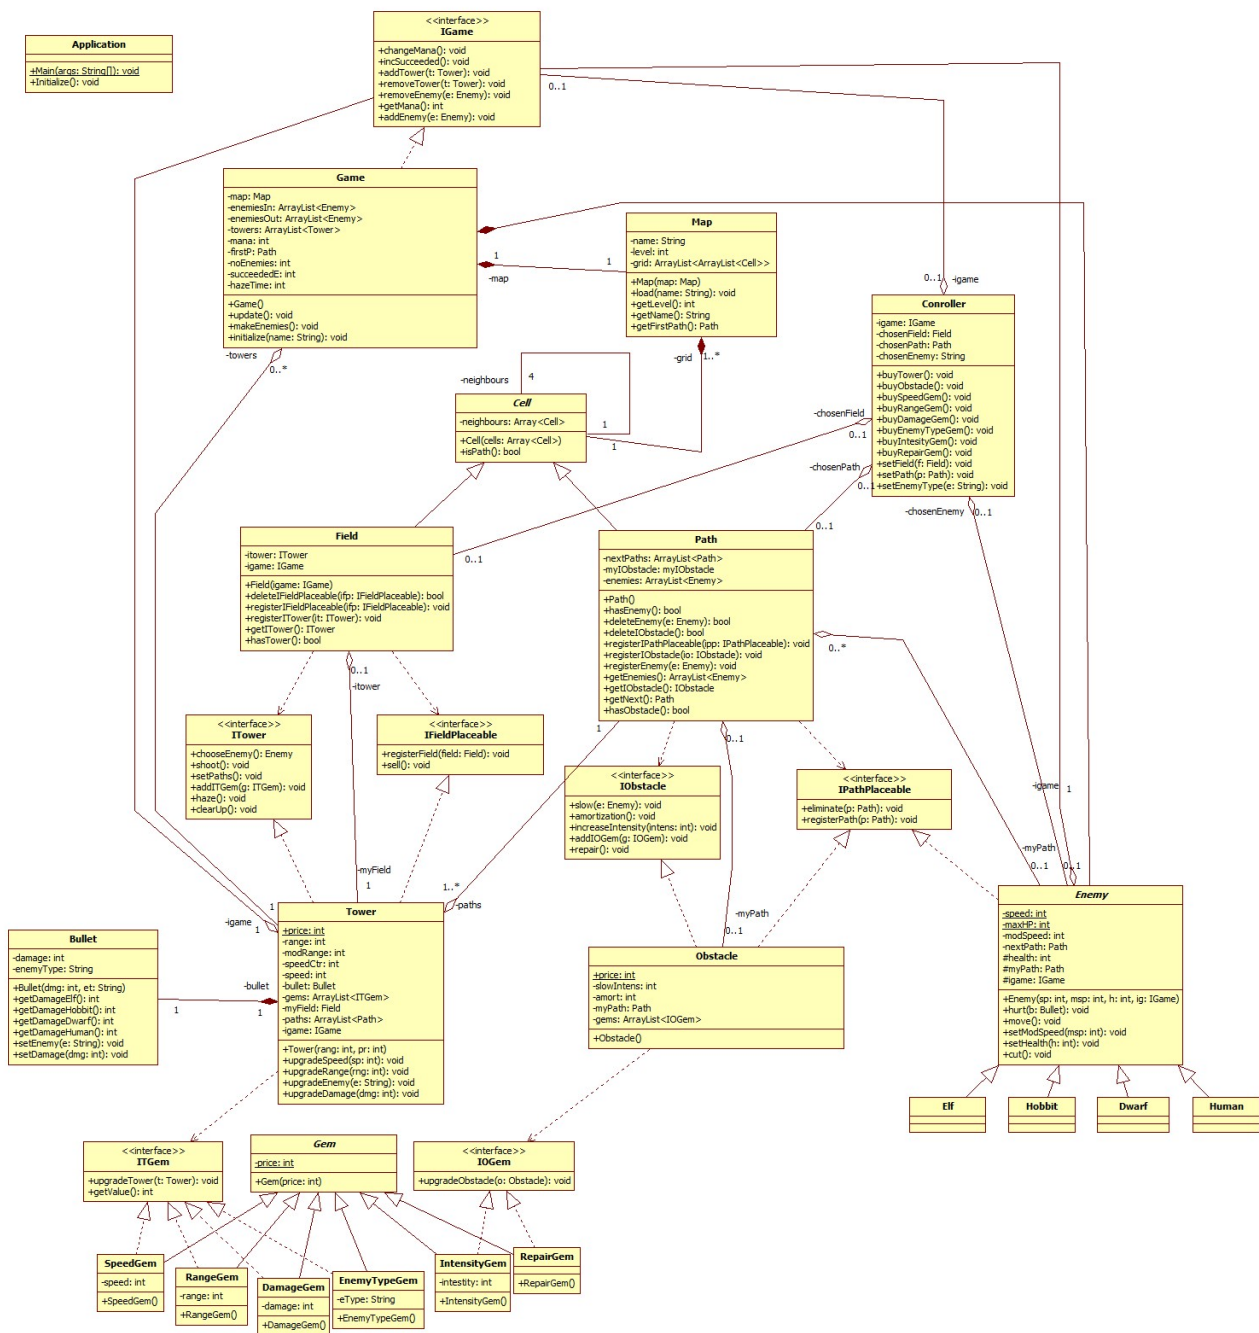 Application
+Main(args: String[]): void
+Initialize(): void
<<interface>>
IGame
+changeMana(): void
+incSucceeded(): void
+addTower(t: Tower): void
+removeTower(t: Tower): void
+removeEnemy(e: Enemy): void
+getMana(): int
+addEnemy(e: Enemy): void
0..1
Game
-map: Map
-enemiesIn: ArrayList<Enemy>
-enemiesOut: ArrayList<Enemy>
-towers: ArrayList<Tower>
-mana: int
-firstP: Path
-noEnemies: int
-succeededE: int
-hazeTime: int
+Game()
+update(): void
+makeEnemies(): void
+initialize(name: String): void
1
-map
1
-towers
0..*
Map
-name: String
-level: int
-grid: ArrayList<ArrayList<Cell>>
+Map(map: Map)
+load(name: String): void
+getLevel(): int
+getName(): String
+getFirstPath(): Path
-grid
1..*
0..1
-igame
Conroller
-igame: IGame
-chosenField: Field
-chosenPath: Path
-chosenEnemy: String
+buyTower(): void
+buyObstacle(): void
+buySpeedGem(): void
+buyRangeGem(): void
+buyDamageGem(): void
+buyEnemyTypeGem(): void
+buyIntesityGem(): void
+buyRepairGem(): void
+setField(f: Field): void
+setPath(p: Path): void
+setEnemyType(e: String): void
-chosenField
0..1
-chosenPath
0..1
-chosenEnemy
0..1
-neighbours
4
Cell
-neighbours: Array<Cell>
+Cell(cells: Array<Cell>)
+isPath(): bool
1
1
Field
-itower: ITower
-igame: IGame
+Field(igame: IGame)
+deleteIFieldPlaceable(ifp: IFieldPlaceable): bool
+registerIFieldPlaceable(ifp: IFieldPlaceable): void
+registerITower(it: ITower): void
+getITower(): ITower
+hasTower(): bool
0..1
0..1
-itower
Path
-nextPaths: ArrayList<Path>
-myIObstacle: myIObstacle
-enemies: ArrayList<Enemy>
+Path()
+hasEnemy(): bool
+deleteEnemy(e: Enemy): bool
+deleteIObstacle(): bool
+registerIPathPlaceable(ipp: IPathPlaceable): void
+registerIObstacle(io: IObstacle): void
+registerEnemy(e: Enemy): void
+getEnemies(): ArrayList<Enemy>
+getIObstacle(): IObstacle
+getNext(): Path
+hasObstacle(): bool
0..1
0..*
1
0..1
<<interface>>
ITower
+chooseEnemy(): Enemy
+shoot(): void
+setPaths(): void
+addITGem(g: ITGem): void
+haze(): void
+clearUp(): void
<<interface>>
IFieldPlaceable
+registerField(field: Field): void
+sell(): void
<<interface>>
IObstacle
+slow(e: Enemy): void
+amortization(): void
+increaseIntensity(intens: int): void
+addIOGem(g: IOGem): void
+repair(): void
<<interface>>
IPathPlaceable
+eliminate(p: Path): void
+registerPath(p: Path): void
-igame
1
-myPath
0..1
0..1
-myField
1
1..*
-paths
1
-igame
1
-myPath
0..1
Tower
+price: int
-range: int
-modRange: int
-speedCtr: int
-speed: int
-bullet: Bullet
-gems: ArrayList<ITGem>
-myField: Field
-paths: ArrayList<Path>
-igame: IGame
+Tower(rang: int, pr: int)
+upgradeSpeed(sp: int): void
+upgradeRange(rng: int): void
+upgradeEnemy(e: String): void
+upgradeDamage(dmg: int): void
Bullet
-damage: int
-enemyType: String
+Bullet(dmg: int, et: String)
+getDamageElf(): int
+getDamageHobbit(): int
+getDamageDwarf(): int
+getDamageHuman(): int
+setEnemy(e: String): void
+setDamage(dmg: int): void
-bullet
1
1
Obstacle
+price: int
-slowIntens: int
-amort: int
-myPath: Path
-gems: ArrayList<IOGem>
+Obstacle()
Enemy
-speed: int
-maxHP: int
-modSpeed: int
-nextPath: Path
#health: int
#myPath: Path
#igame: IGame
+Enemy(sp: int, msp: int, h: int, ig: IGame)
+hurt(b: Bullet): void
+move(): void
+setModSpeed(msp: int): void
+setHealth(h: int): void
+cut(): void
Elf
Hobbit
Dwarf
Human
<<interface>>
ITGem
+upgradeTower(t: Tower): void
+getValue(): int
Gem
-price: int
+Gem(price: int)
<<interface>>
IOGem
+upgradeObstacle(o: Obstacle): void
SpeedGem
-speed: int
+SpeedGem()
RangeGem
-range: int
+RangeGem()
DamageGem
-damage: int
+DamageGem()
EnemyTypeGem
-eType: String
+EnemyTypeGem()
IntensityGem
-intestity: int
+IntensityGem()
RepairGem
+RepairGem()